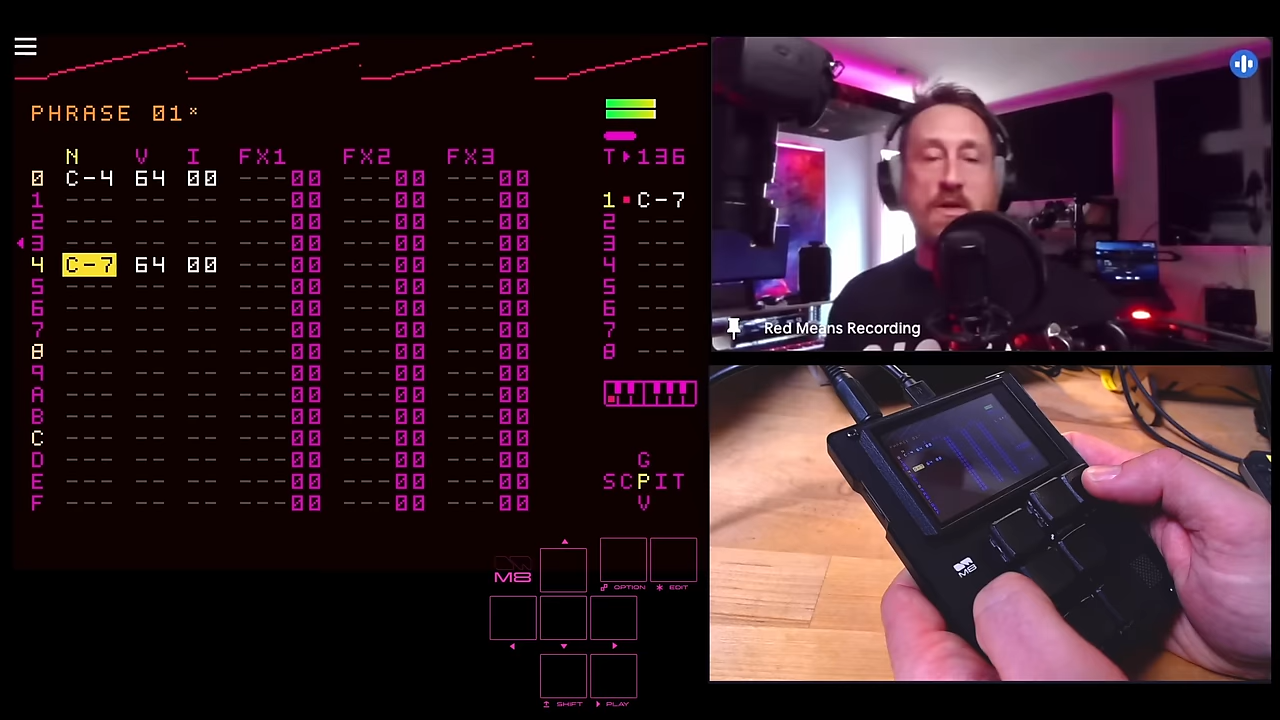 PHRASE 01*
N V I FX1 FX2 FX3
0 C-4 64 00 ---00 ---00 ---00
1 --- -- -- ---00 ---00 ---00
2 --- -- -- ---00 ---00 ---00
3 --- -- -- ---00 ---00 ---00
4 C-7 64 00 ---00 ---00 ---00
5 --- -- -- ---00 ---00 ---00
6 --- -- -- ---00 ---00 ---00
7 --- -- -- ---00 ---00 ---00
8 --- -- -- ---00 ---00 ---00
9 --- -- -- ---00 ---00 ---00
A --- -- -- ---00 ---00 ---00
B --- -- -- ---00 ---00 ---00
C --- -- -- ---00 ---00 ---00
D --- -- -- ---00 ---00 ---00
E --- -- -- ---00 ---00 ---00
F --- -- -- ---00 ---00 ---00
T▸136
1 C-7
2 ---
3 ---
4 ---
5 ---
6 ---
7 ---
8 ---
G
SCPIT
V
M8
OPTION
EDIT
SHIFT
PLAY
Red Means Recording
M8